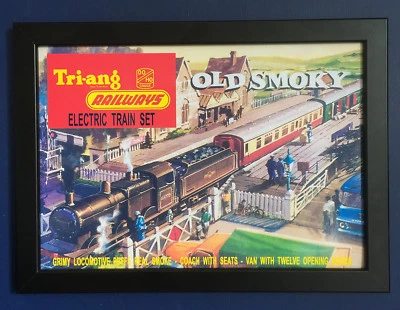 Tri-ang
OO HO
RAILWAYS
ELECTRIC TRAIN SET
OLD SMOKY
GRIMY LOCOMOTIVE PUFFS REAL SMOKE - COACH WITH SEATS - VAN WITH TWELVE OPENING